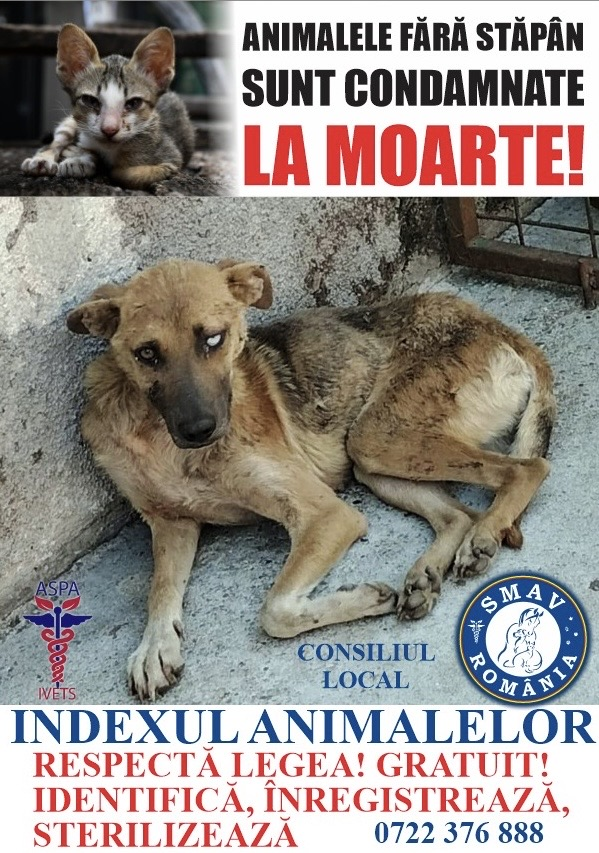 ANIMALELE FĂRĂ STĂPÂN
SUNT CONDAMNATE
LA MOARTE!
ASPA
IVETS
CONSILIUL
LOCAL
SMAV
ROMÂNIA
INDEXUL ANIMALELOR
RESPECTĂ LEGEA! GRATUIT!
IDENTIFICĂ, ÎNREGISTREAZĂ,
STERILIZEAZĂ
0722 376 888